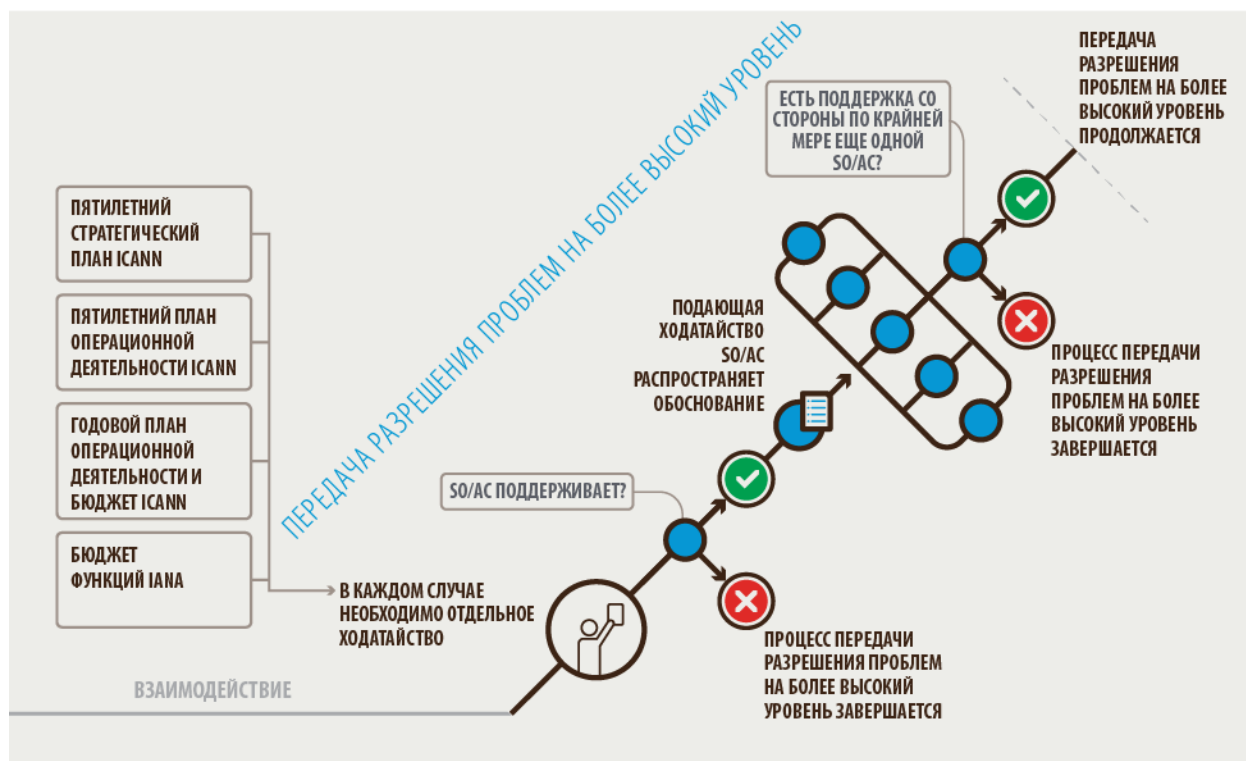 ПЕРЕДАЧА РАЗРЕШЕНИЯ ПРОБЛЕМ НА БОЛЕЕ ВЫСОКИЙ УРОВЕНЬ
ПЯТИЛЕТНИЙ
СТРАТЕГИЧЕСКИЙ
ПЛАН ICANN
ПЯТИЛЕТНИЙ ПЛАН
ОПЕРАЦИОННОЙ
ДЕЯТЕЛЬНОСТИ ICANN
ГОДОВОЙ ПЛАН
ОПЕРАЦИОННОЙ
ДЕЯТЕЛЬНОСТИ И
БЮДЖЕТ ICANN
БЮДЖЕТ
ФУНКЦИЙ IANA
В КАЖДОМ СЛУЧАЕ
НЕОБХОДИМО ОТДЕЛЬНОЕ
ХОДАТАЙСТВО
ВЗАИМОДЕЙСТВИЕ
SO/AC ПОДДЕРЖИВАЕТ?
ПРОЦЕСС ПЕРЕДАЧИ
РАЗРЕШЕНИЯ ПРОБЛЕМ
НА БОЛЕЕ ВЫСОКИЙ
УРОВЕНЬ ЗАВЕРШАЕТСЯ
ПОДАЮЩАЯ
ХОДАТАЙСТВО
SO/AC
РАСПРОСТРАНЯЕТ
ОБОСНОВАНИЕ
ЕСТЬ ПОДДЕРЖКА СО
СТОРОНЫ ПО КРАЙНЕЙ
МЕРЕ ЕЩЕ ОДНОЙ
SO/AC?
ПРОЦЕСС ПЕРЕДАЧИ
РАЗРЕШЕНИЯ
ПРОБЛЕМ НА БОЛЕЕ
ВЫСОКИЙ УРОВЕНЬ
ЗАВЕРШАЕТСЯ
ПЕРЕДАЧА
РАЗРЕШЕНИЯ
ПРОБЛЕМ НА БОЛЕЕ
ВЫСОКИЙ УРОВЕНЬ
ПРОДОЛЖАЕТСЯ